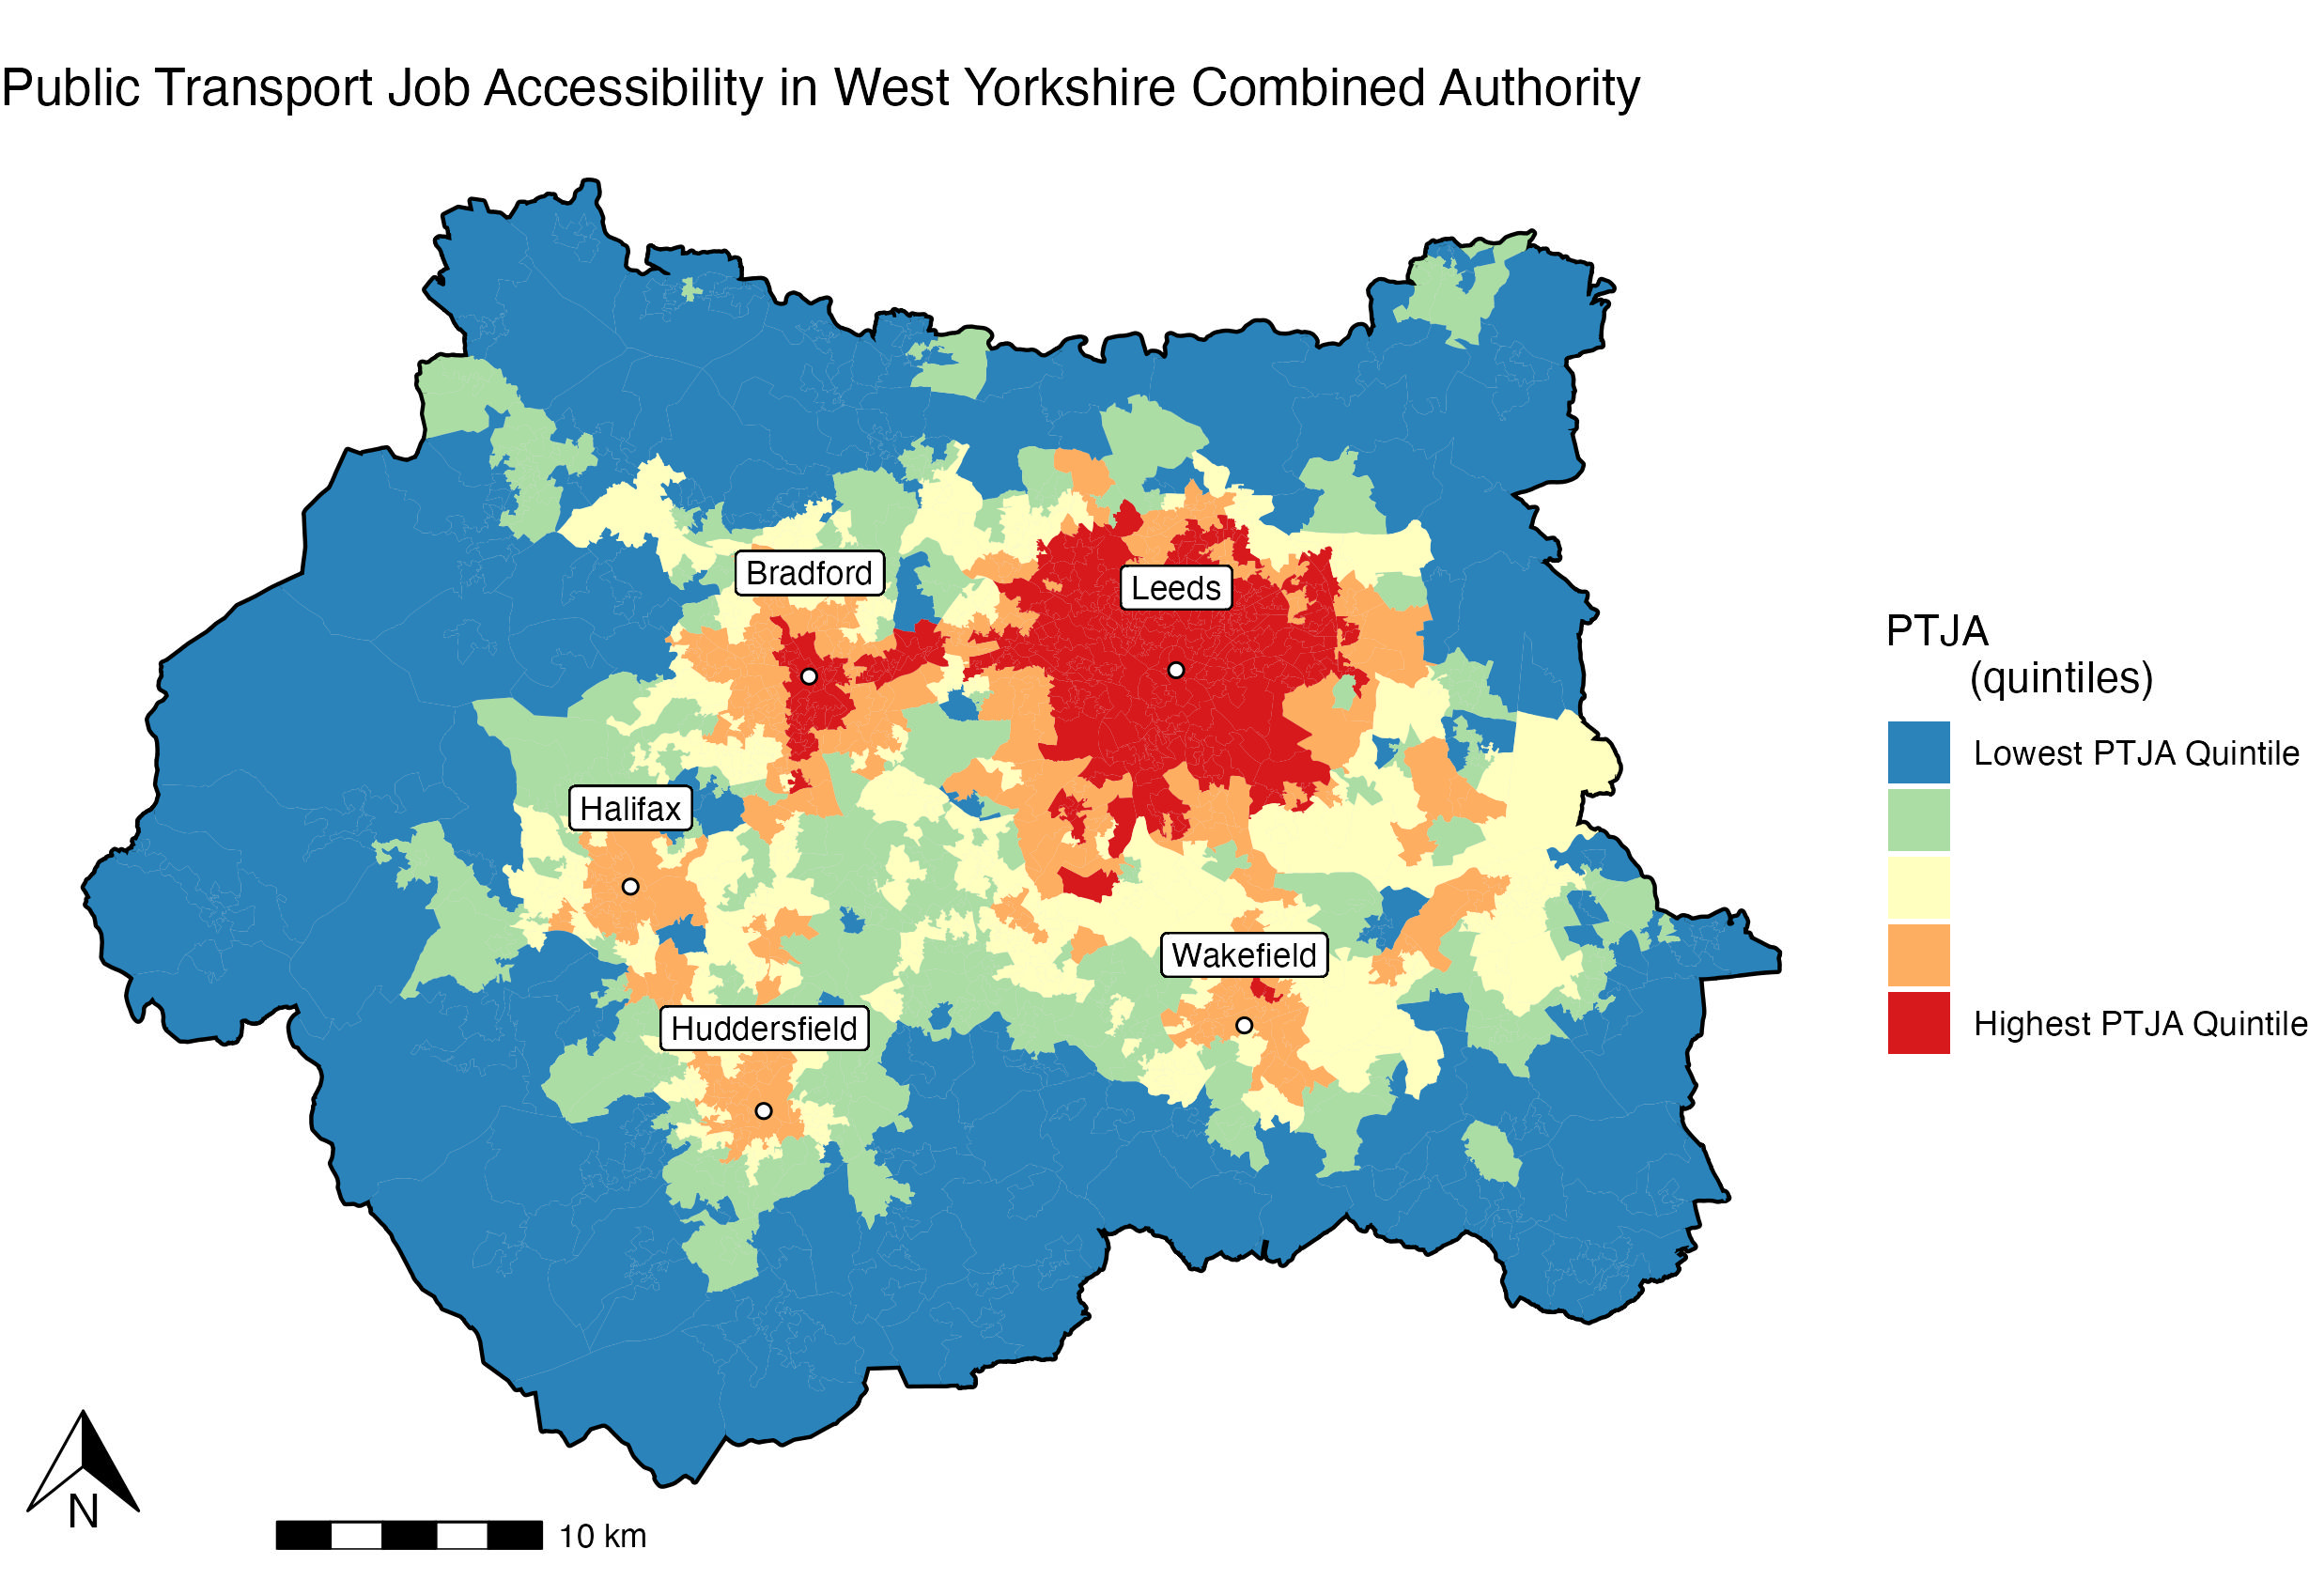 Public Transport Job Accessibility in West Yorkshire Combined Authority
Bradford
Leeds
Halifax
Wakefield
Huddersfield
PTJA
(quintiles)
Lowest PTJA Quintile
Highest PTJA Quintile
N
10 km